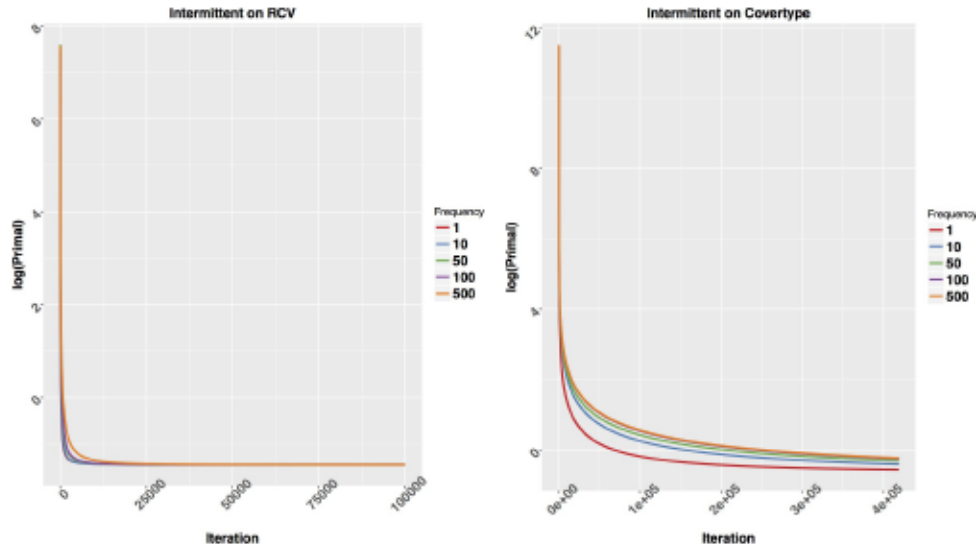 Intermittent on RCV
log(Primal)
8
6
4
2
0
0
25000
50000
75000
100000
Iteration
Frequency
1
10
50
100
500
Intermittent on Covertype
log(Primal)
12
8
4
0
0e+00
1e+05
2e+05
3e+05
4e+05
Iteration
Frequency
1
10
50
100
500